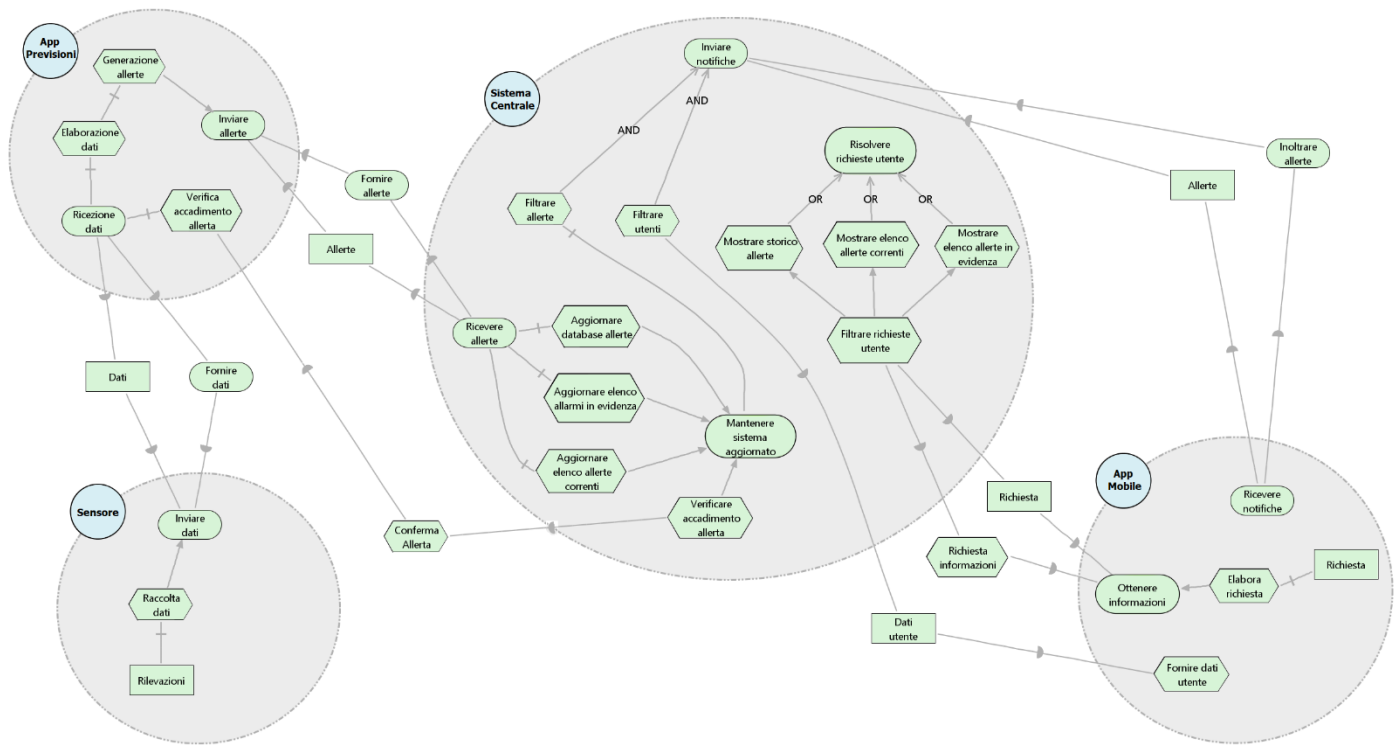 App
Previsioni
Generazione
allerte
Elaborazione
dati
Inviare
allerte
Ricezione
dati
Verifica
accadimento
allerta
Fornire
allerte
Allerte
Dati
Fornire
dati
Sensore
Inviare
dati
Raccolta
dati
Rilevazioni
Conferma
Allerta
Sistema
Centrale
Inviare
notifiche
AND
AND
Filtrare
allerte
Filtrare
utenti
Risolvere
richieste utente
OR
OR
OR
Mostrare storico
allerte
Mostrare elenco
allerte correnti
Mostrare
elenco allerte in
evidenza
Filtrare richieste
utente
Ricevere
allerte
Aggiornare
database allerte
Aggiornare elenco
allarmi in evidenza
Aggiornare
elenco allerte
correnti
Mantenere
sistema
aggiornato
Verificare
accadimento
allerta
Inoltrare
allerte
Allerte
Richiesta
Richiesta
informazioni
Dati
utente
App
Mobile
Ricevere
notifiche
Ottenere
informazioni
Elabora
richiesta
Richiesta
Fornire dati
utente